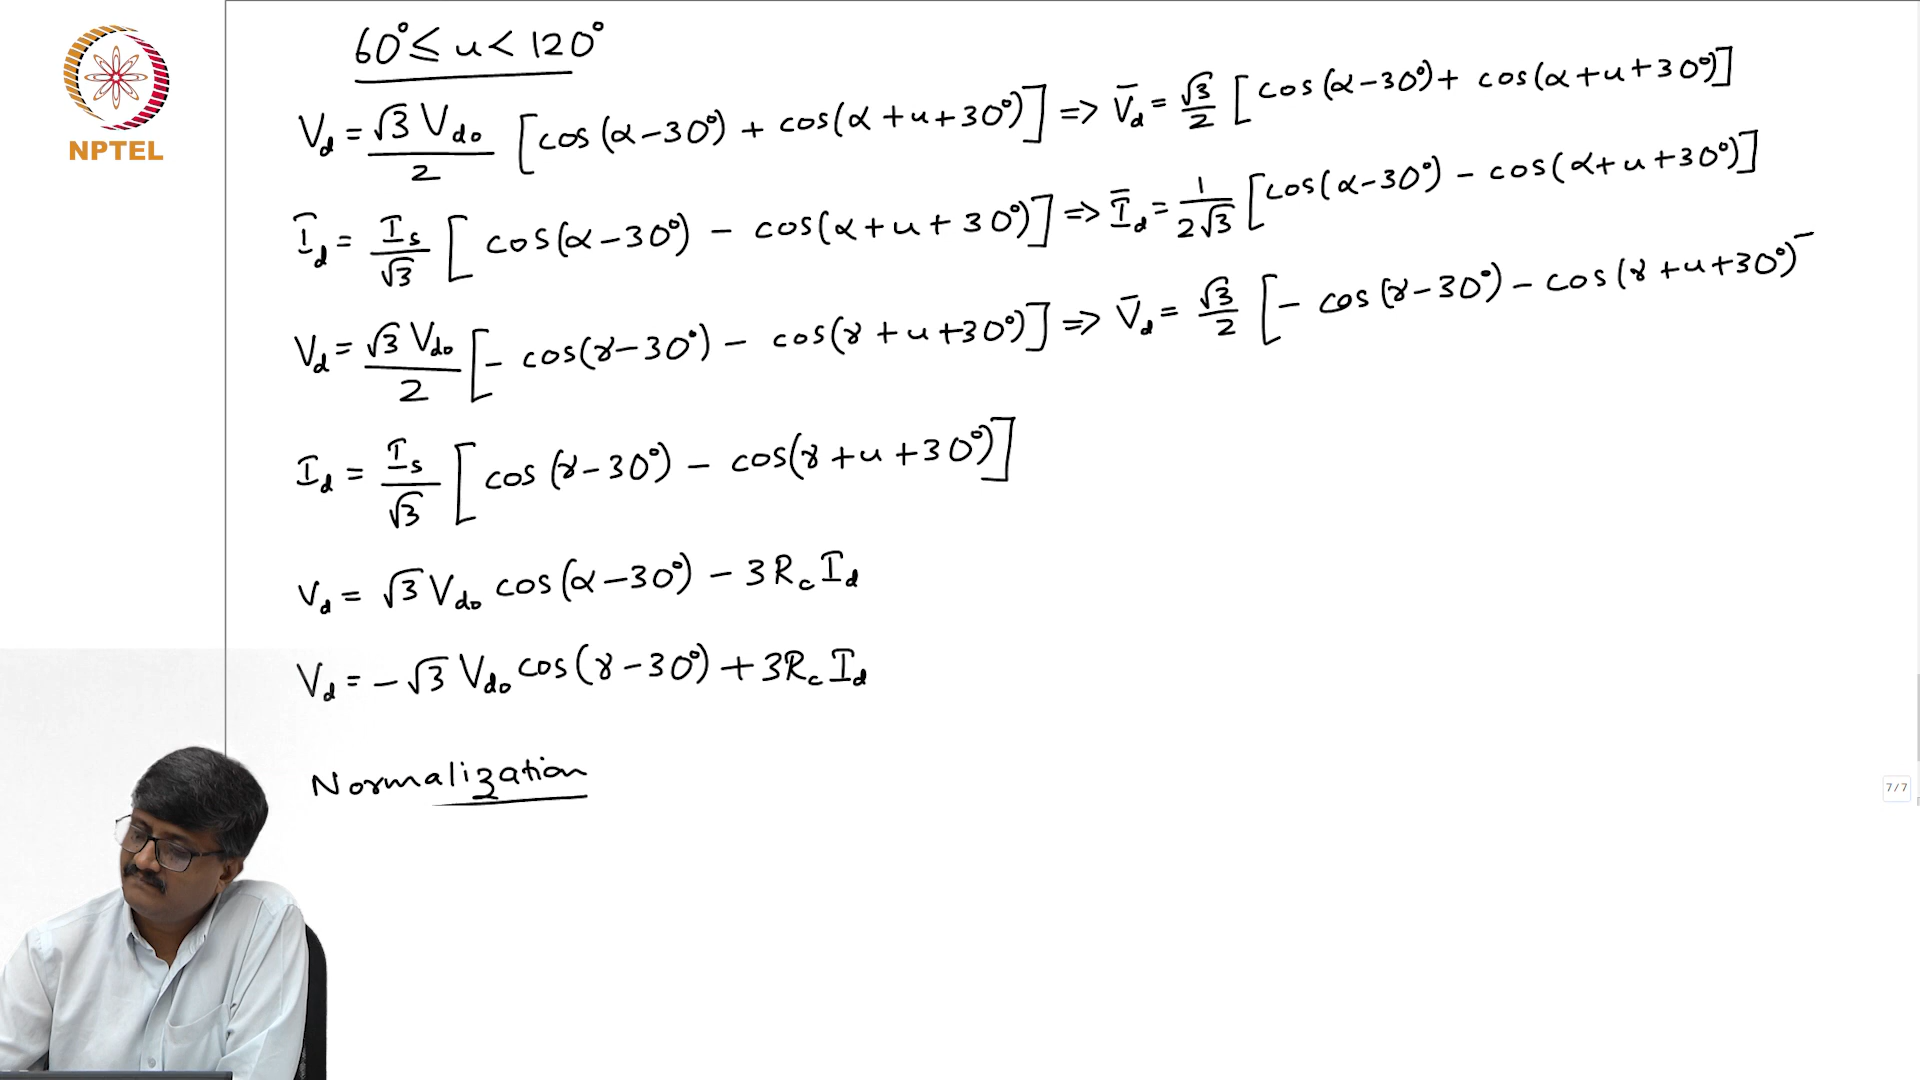 NPTEL
60° ≤ u < 120°
V_d = √3 V_do / 2 [cos(α-30°) + cos(α+u+30°)] => V̄_d = √3/2 [cos(α-30°) + cos(α+u+30°)]
I_d = I_s/√3 [cos(α-30°) - cos(α+u+30°)] => Ī_d = 1/2√3 [cos(α-30°) - cos(α+u+30°)]
V_d = √3 V_do / 2 [- cos(γ-30°) - cos(γ+u+30°)] => V̄_d = √3/2 [- cos(γ-30°) - cos(γ+u+30°)
I_d = I_s/√3 [cos(γ-30°) - cos(γ+u+30°)]
V_d = √3 V_do cos(α-30°) - 3R_c I_d
V_d = -√3 V_do cos(γ-30°) + 3R_c I_d
Normalization
7/7